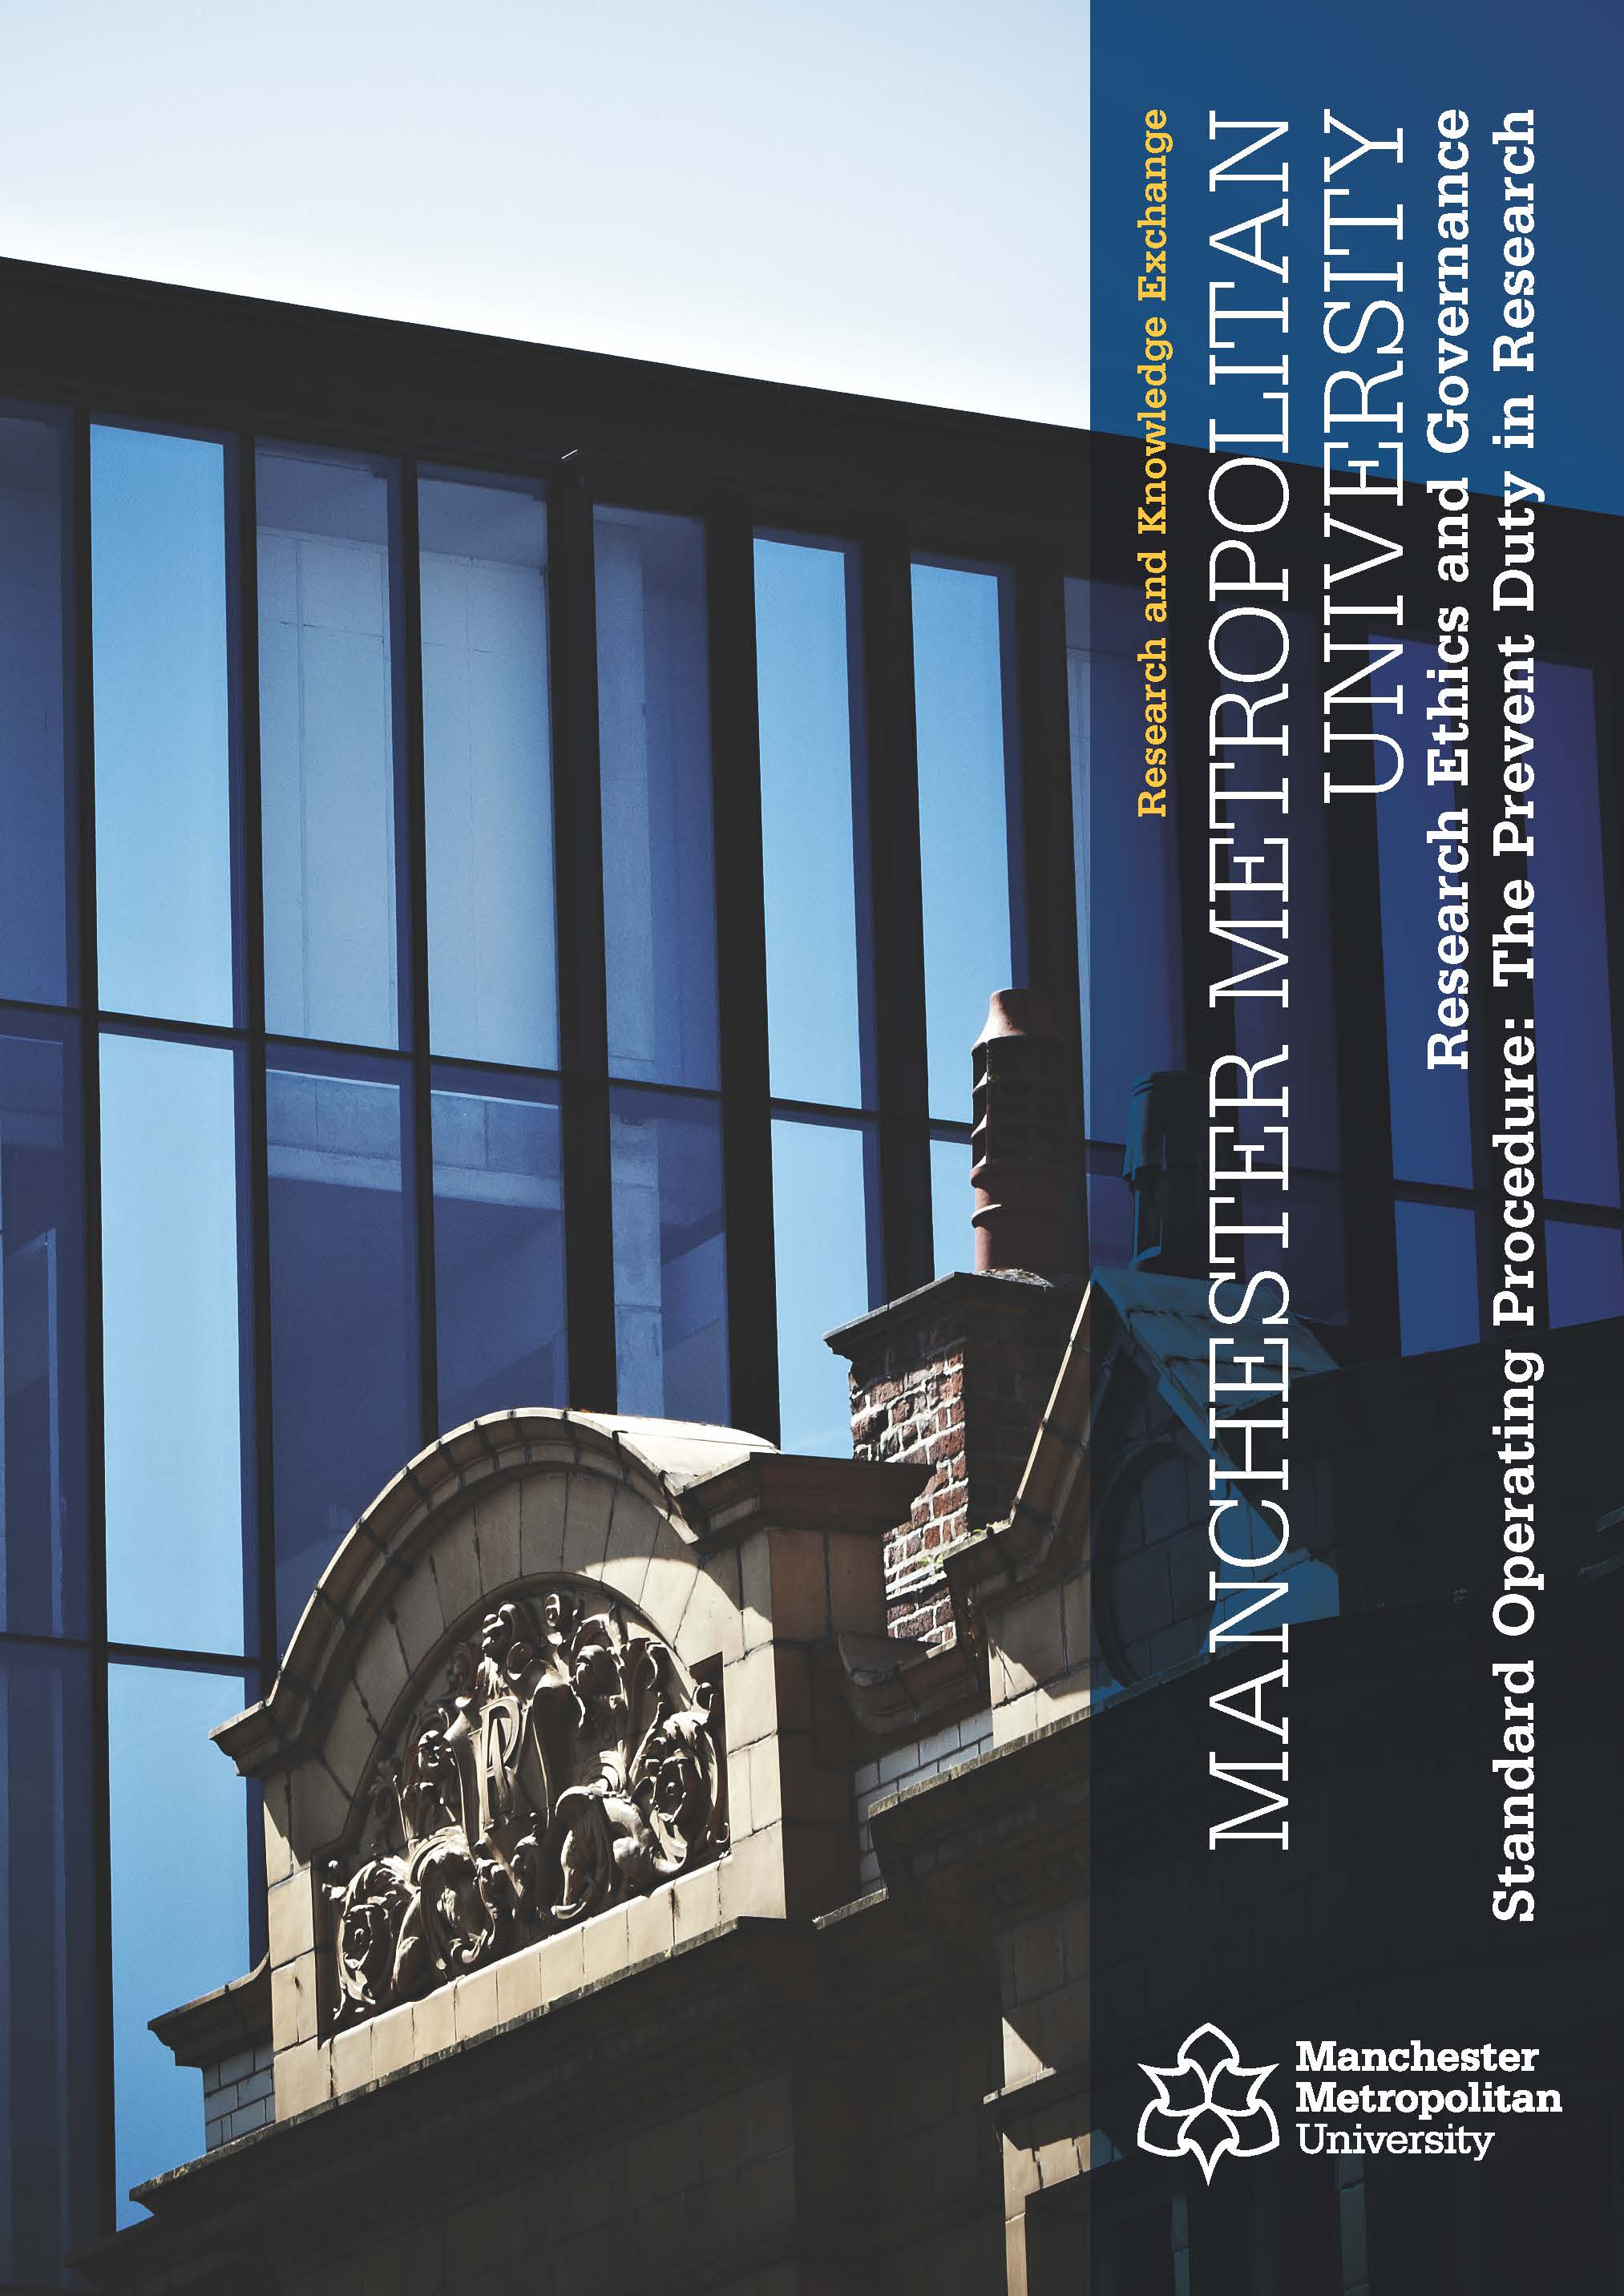 Research and Knowledge Exchange
MANCHESTER METROPOLITAN
UNIVERSITY
Research Ethics and Governance
Standard Operating Procedure: The Prevent Duty in Research
Manchester
Metropolitan
University